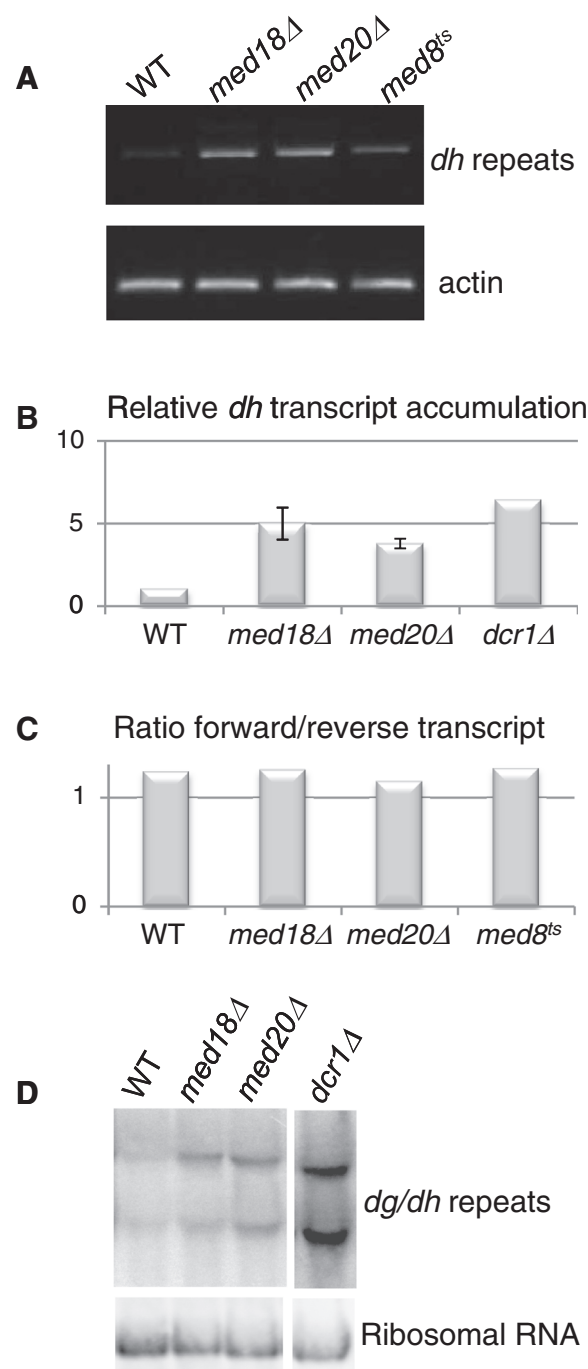 A
WT med18Δ med20Δ med8ts
dh repeats
actin
B
Relative dh transcript accumulation
10
5
0
WT med18Δ med20Δ dcr1Δ
C
Ratio forward/reverse transcript
1
0
WT med18Δ med20Δ med8ts
D
WT med18Δ med20Δ dcr1Δ
dg/dh repeats
Ribosomal RNA